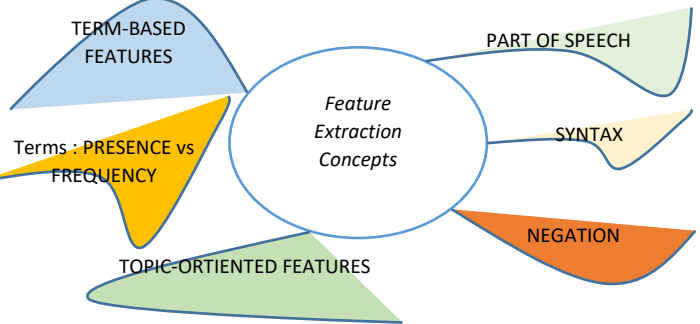 TERM-BASED
FEATURES
PART OF SPEECH
Feature
Extraction
Concepts
Terms : PRESENCE vs
FREQUENCY
SYNTAX
NEGATION
TOPIC-ORTIENTED FEATURES